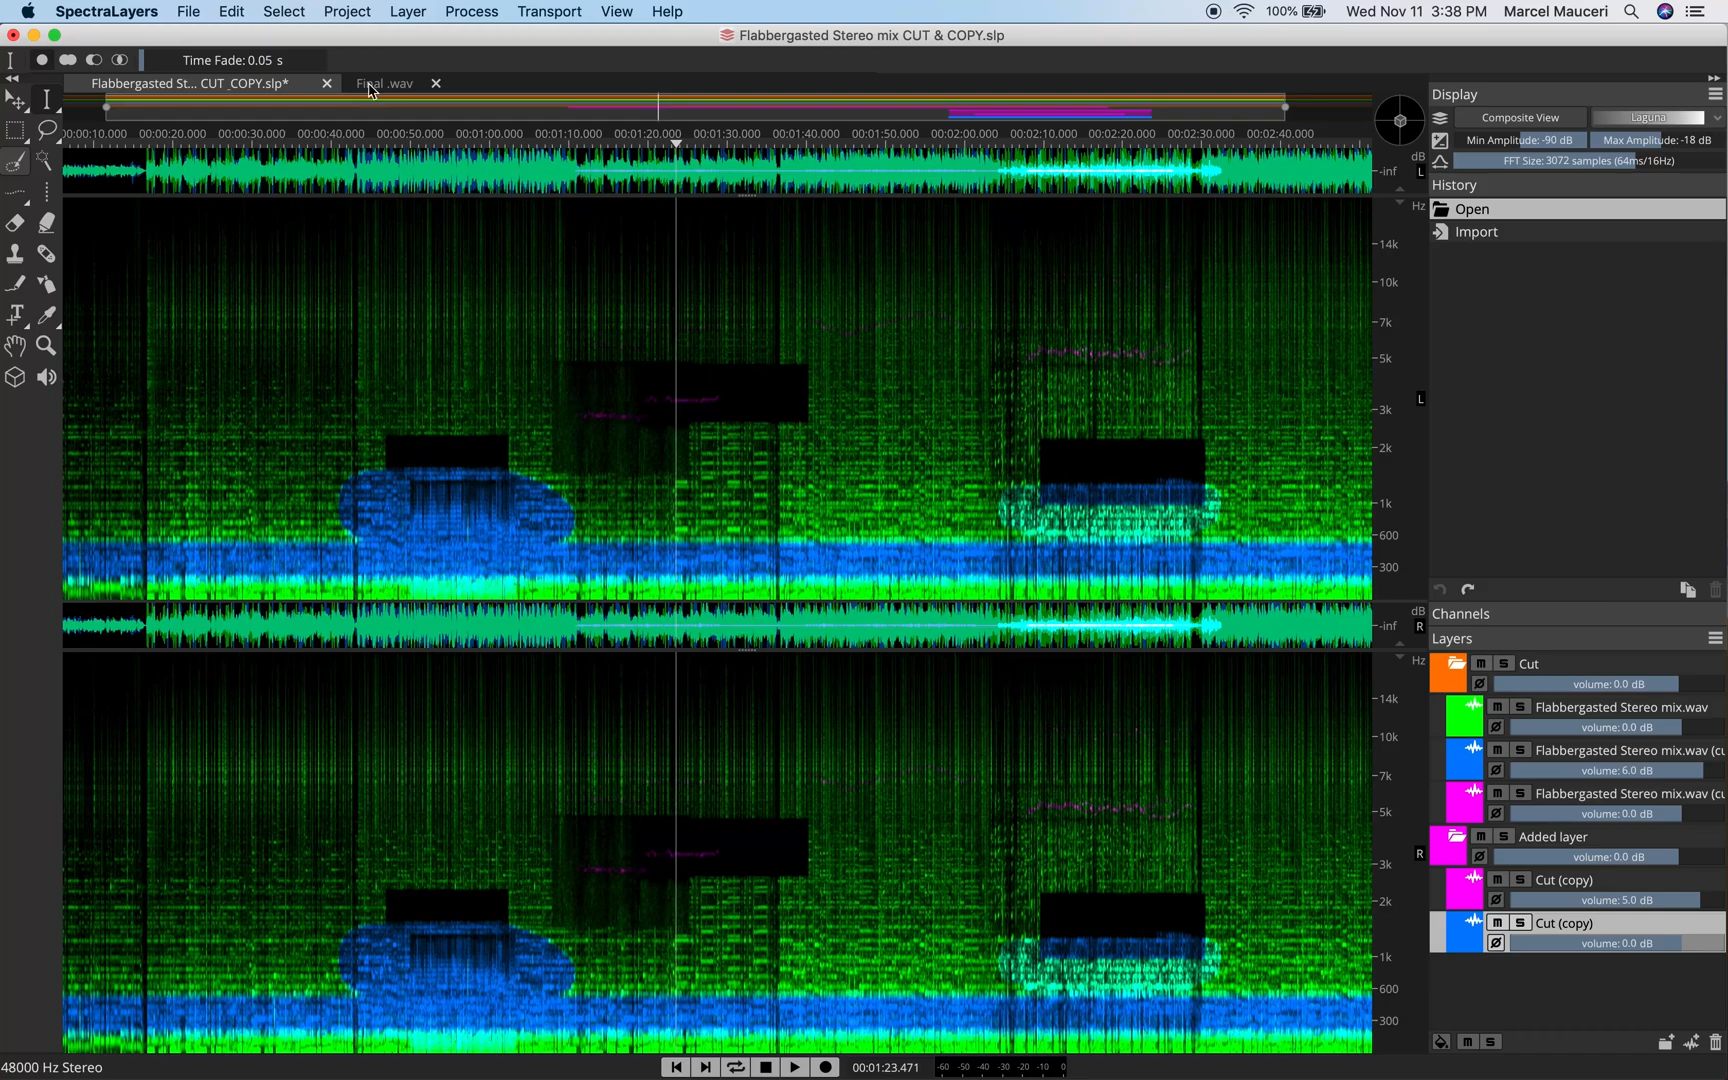 SpectraLayers File Edit Select Project Layer Process Transport View Help 100% Wed Nov 11 3:38 PM Marcel Mauceri
Flabbergasted Stereo mix CUT & COPY.slp
Time Fade: 0.05 s
Flabbergasted St... CUT_COPY.slp* Final .wav
00:00:10.000 00:00:20.000 00:00:30.000 00:00:40.000 00:00:50.000 00:01:00.000 00:01:10.000 00:01:20.000 00:01:30.000 00:01:40.000 00:01:50.000 00:02:00.000 00:02:10.000 00:02:20.000 00:02:30.000 00:02:40.000
dB
-inf L
Hz
14k
10k
7k
5k
L
3k
2k
1k
600
300
dB
-inf R
Hz
14k
10k
7k
5k
R
3k
2k
1k
600
300
Display
Composite View Laguna
Min Amplitude: -90 dB Max Amplitude: -18 dB
FFT Size: 3072 samples (64ms/16Hz)
History
Open
Import
Channels
Layers
M S Cut
volume: 0.0 dB
M S Flabbergasted Stereo mix.wav
volume: 0.0 dB
M S Flabbergasted Stereo mix.wav (cu
volume: 6.0 dB
M S Flabbergasted Stereo mix.wav (cu
volume: 0.0 dB
M S Added layer
volume: 0.0 dB
M S Cut (copy)
volume: 5.0 dB
M S Cut (copy)
volume: 0.0 dB
M S
48000 Hz Stereo 00:01:23.471 -60 -50 -40 -30 -20 -10 0